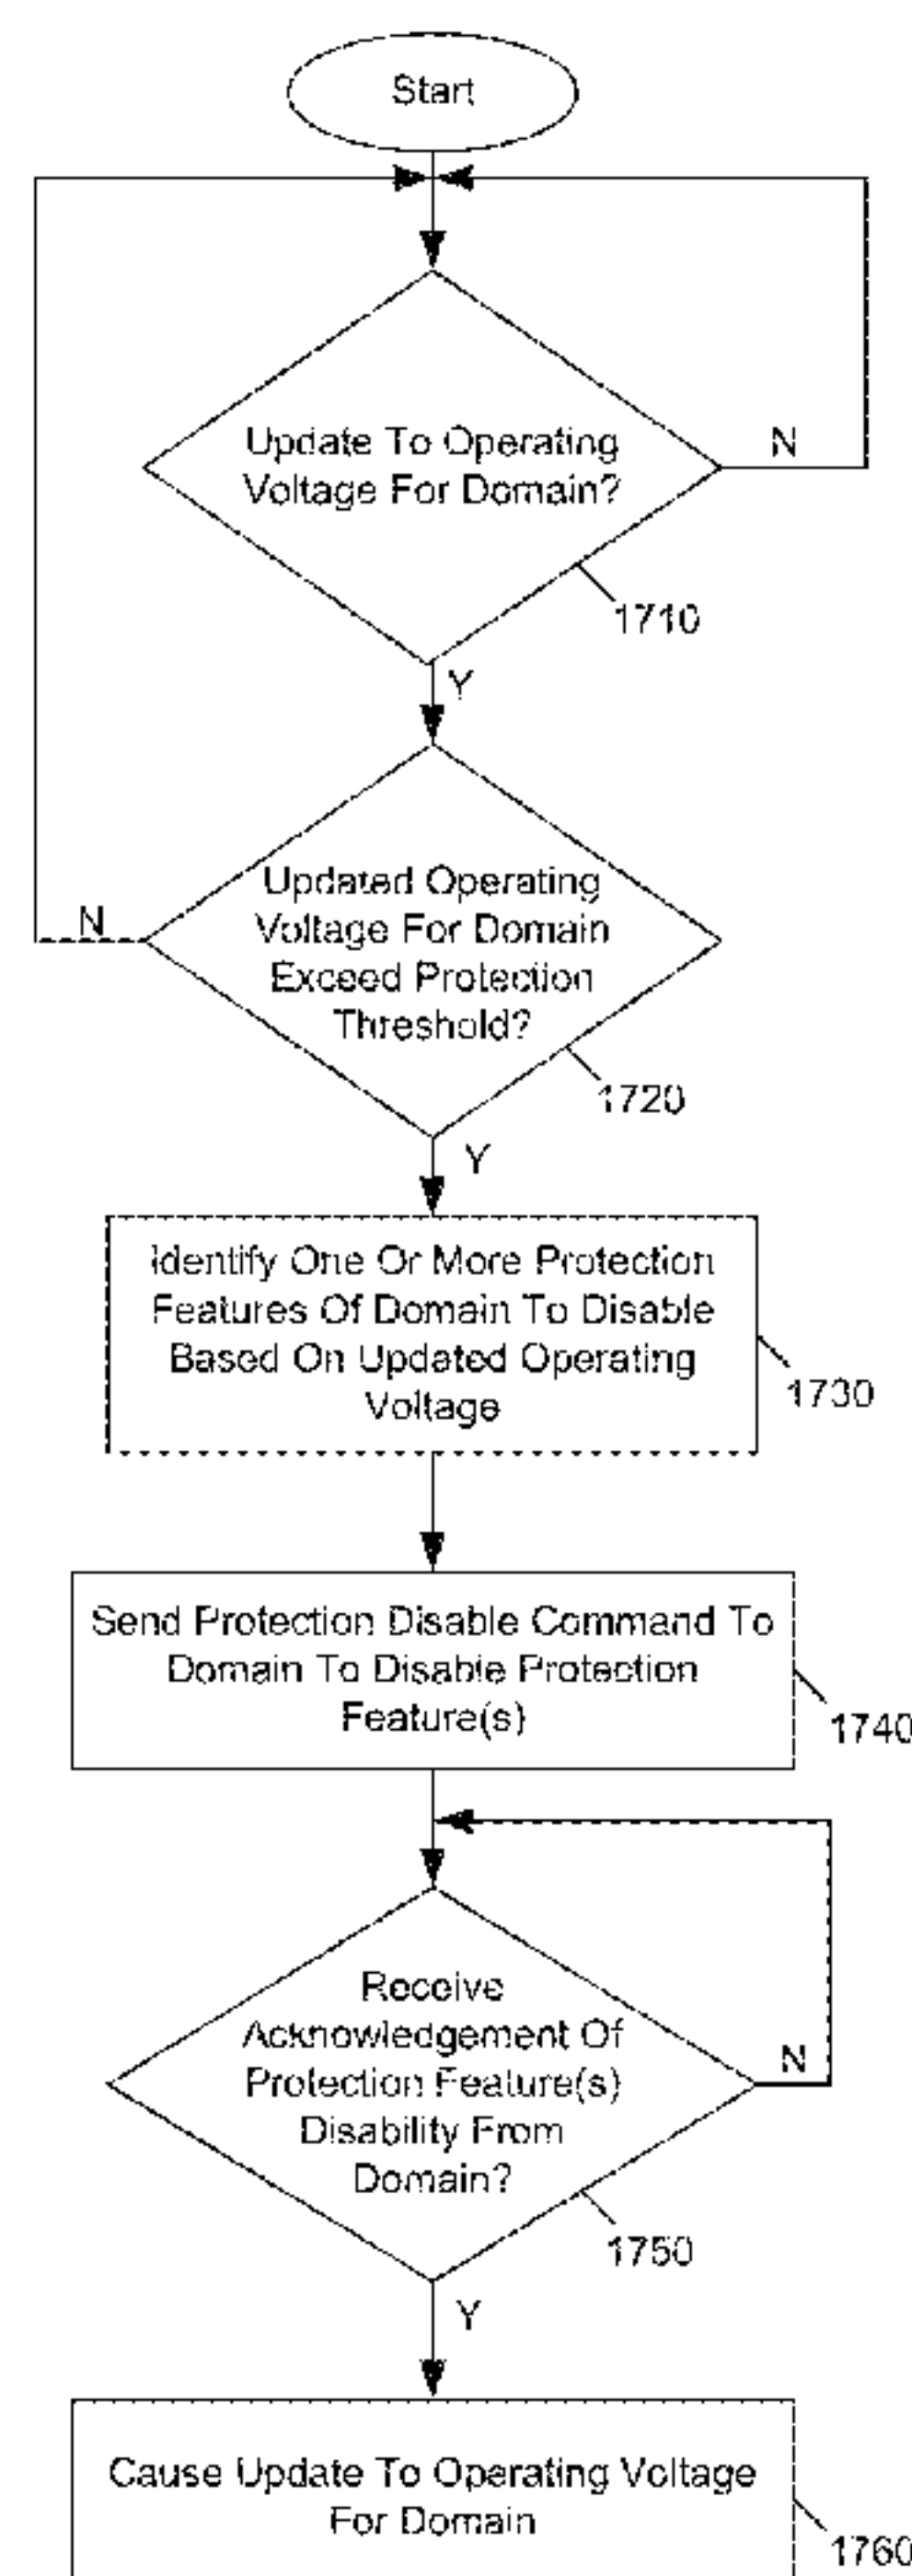 Start
Update To Operating
Voltage For Domain?
N
1710
Y
Updated Operating
Voltage For Domain
Exceed Protection
Threshold?
N
1720
Y
Identify One Or More Protection
Features Of Domain To Disable
Based On Updated Operating
Voltage
1730
Send Protection Disable Command To
Domain To Disable Protection
Feature(s)
1740
Receive
Acknowledgement Of
Protection Feature(s)
Disability From
Domain?
N
1750
Y
Cause Update To Operating Voltage
For Domain
1760